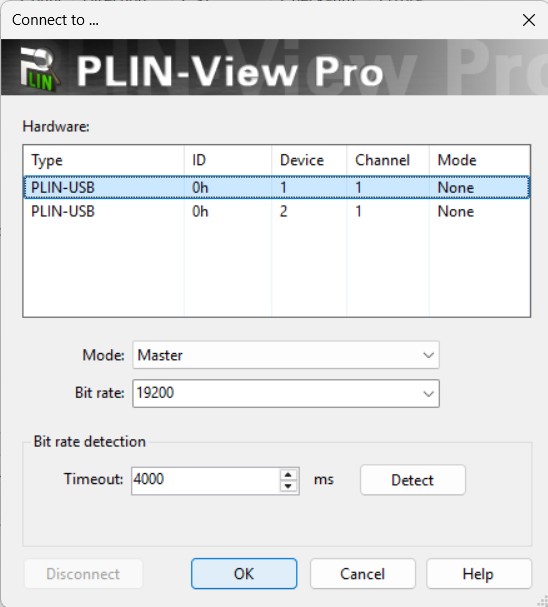 Connect to ...
PLIN-View Pro
Hardware:
Type ID Device Channel Mode
PLIN-USB 0h 1 1 None
PLIN-USB 0h 2 1 None
Mode: Master
Bit rate: 19200
Bit rate detection
Timeout: 4000 ms Detect
Disconnect OK Cancel Help